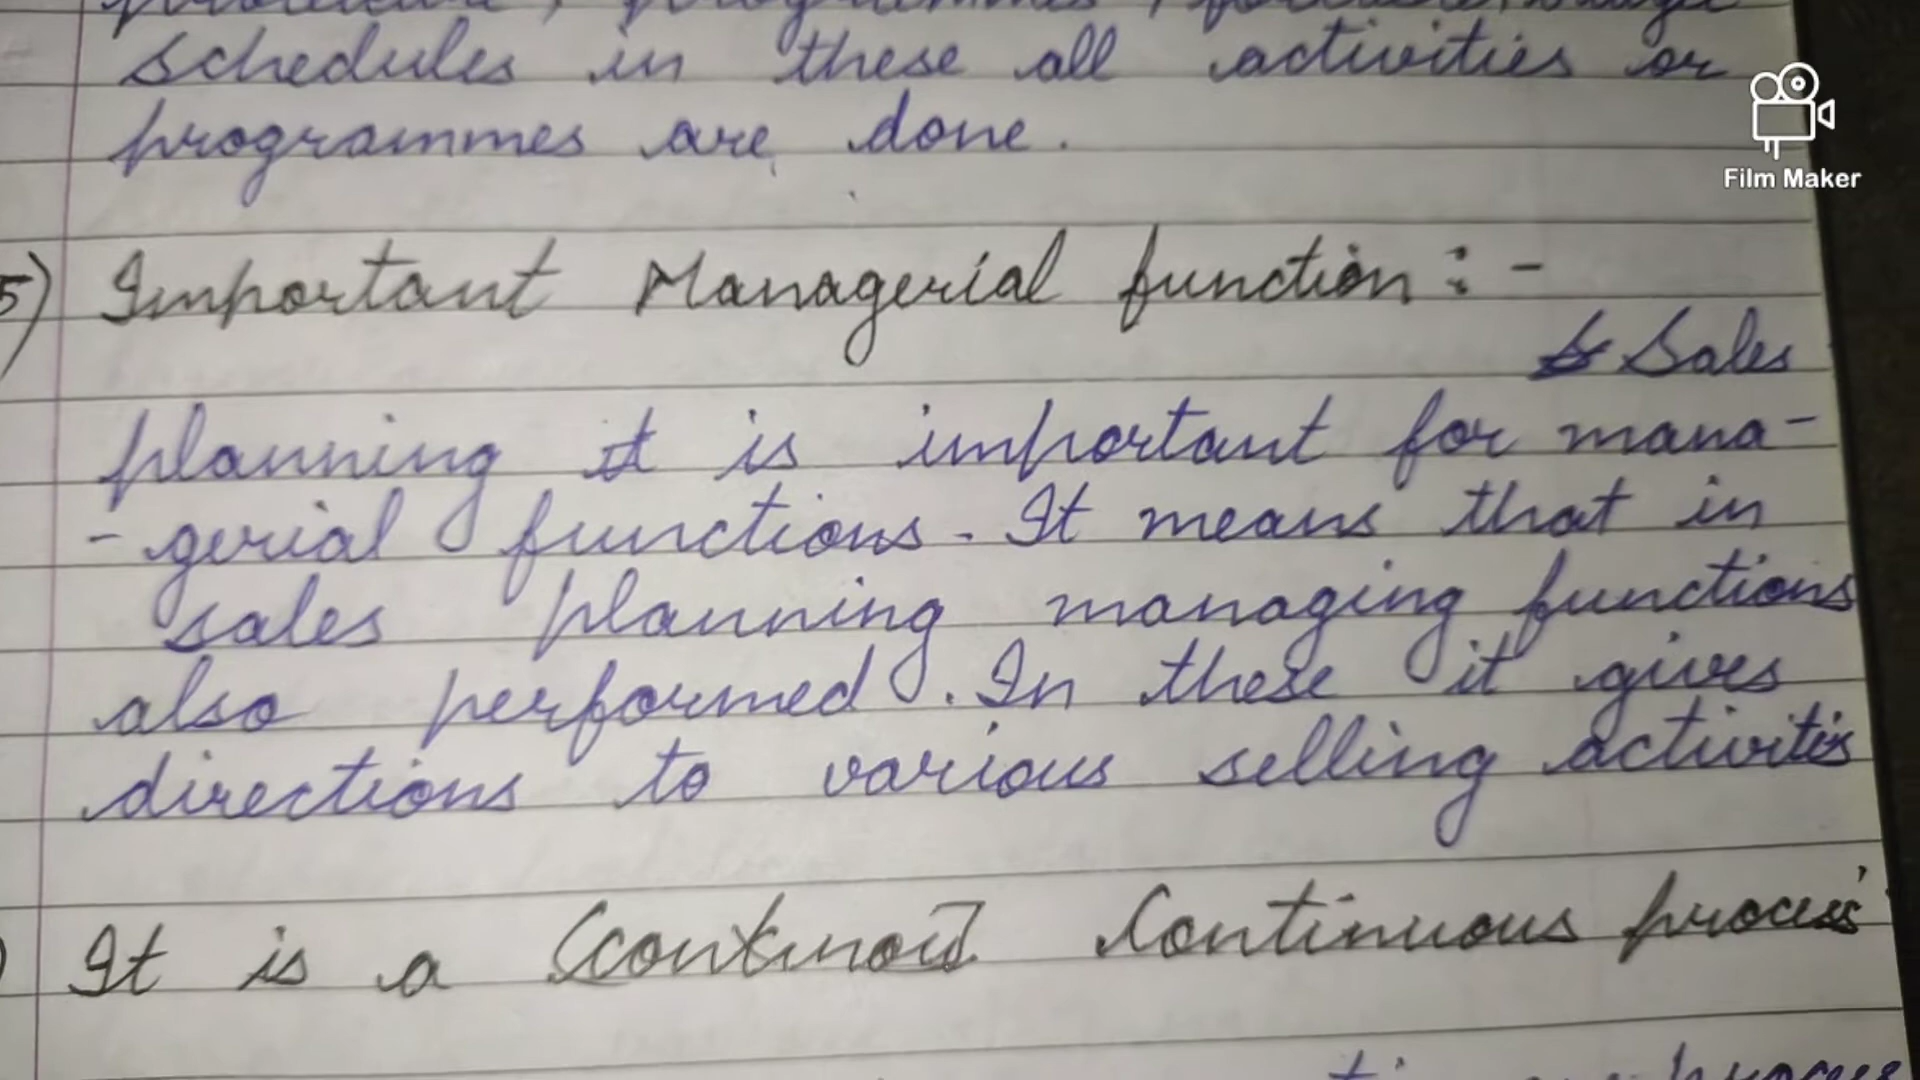 programmes,
schedules in these all activities or
programmes are done.
Film Maker
5) Important Managerial function : -
Sales
planning it is important for mana-
- gerial functions. It means that in
sales planning managing functions
also performed. In these it gives
directions to various selling activities
) It is a [continous] Continuous process
process